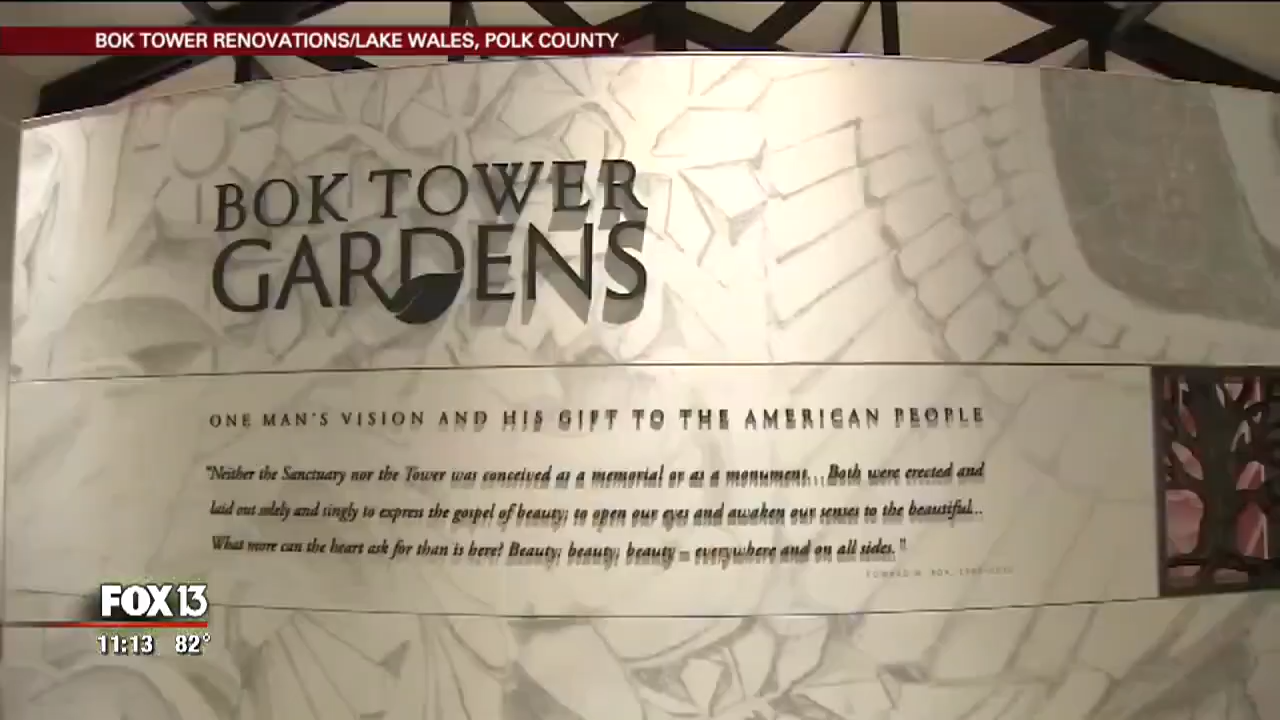 BOK TOWER RENOVATIONS/LAKE WALES, POLK COUNTY
BOK TOWER
GARDENS
ONE MAN'S VISION AND HIS GIFT TO THE AMERICAN PEOPLE
"Neither the Sanctuary nor the Tower was conceived as a memorial or as a monument... Both were erected and
laid out solely and singly to express the gospel of beauty; to open our eyes and awaken our senses to the beautiful...
What more can the heart ask for than is here? Beauty; beauty; beauty – everywhere and on all sides."
EDWARD W. BOK,
FOX 13
11:13 82°